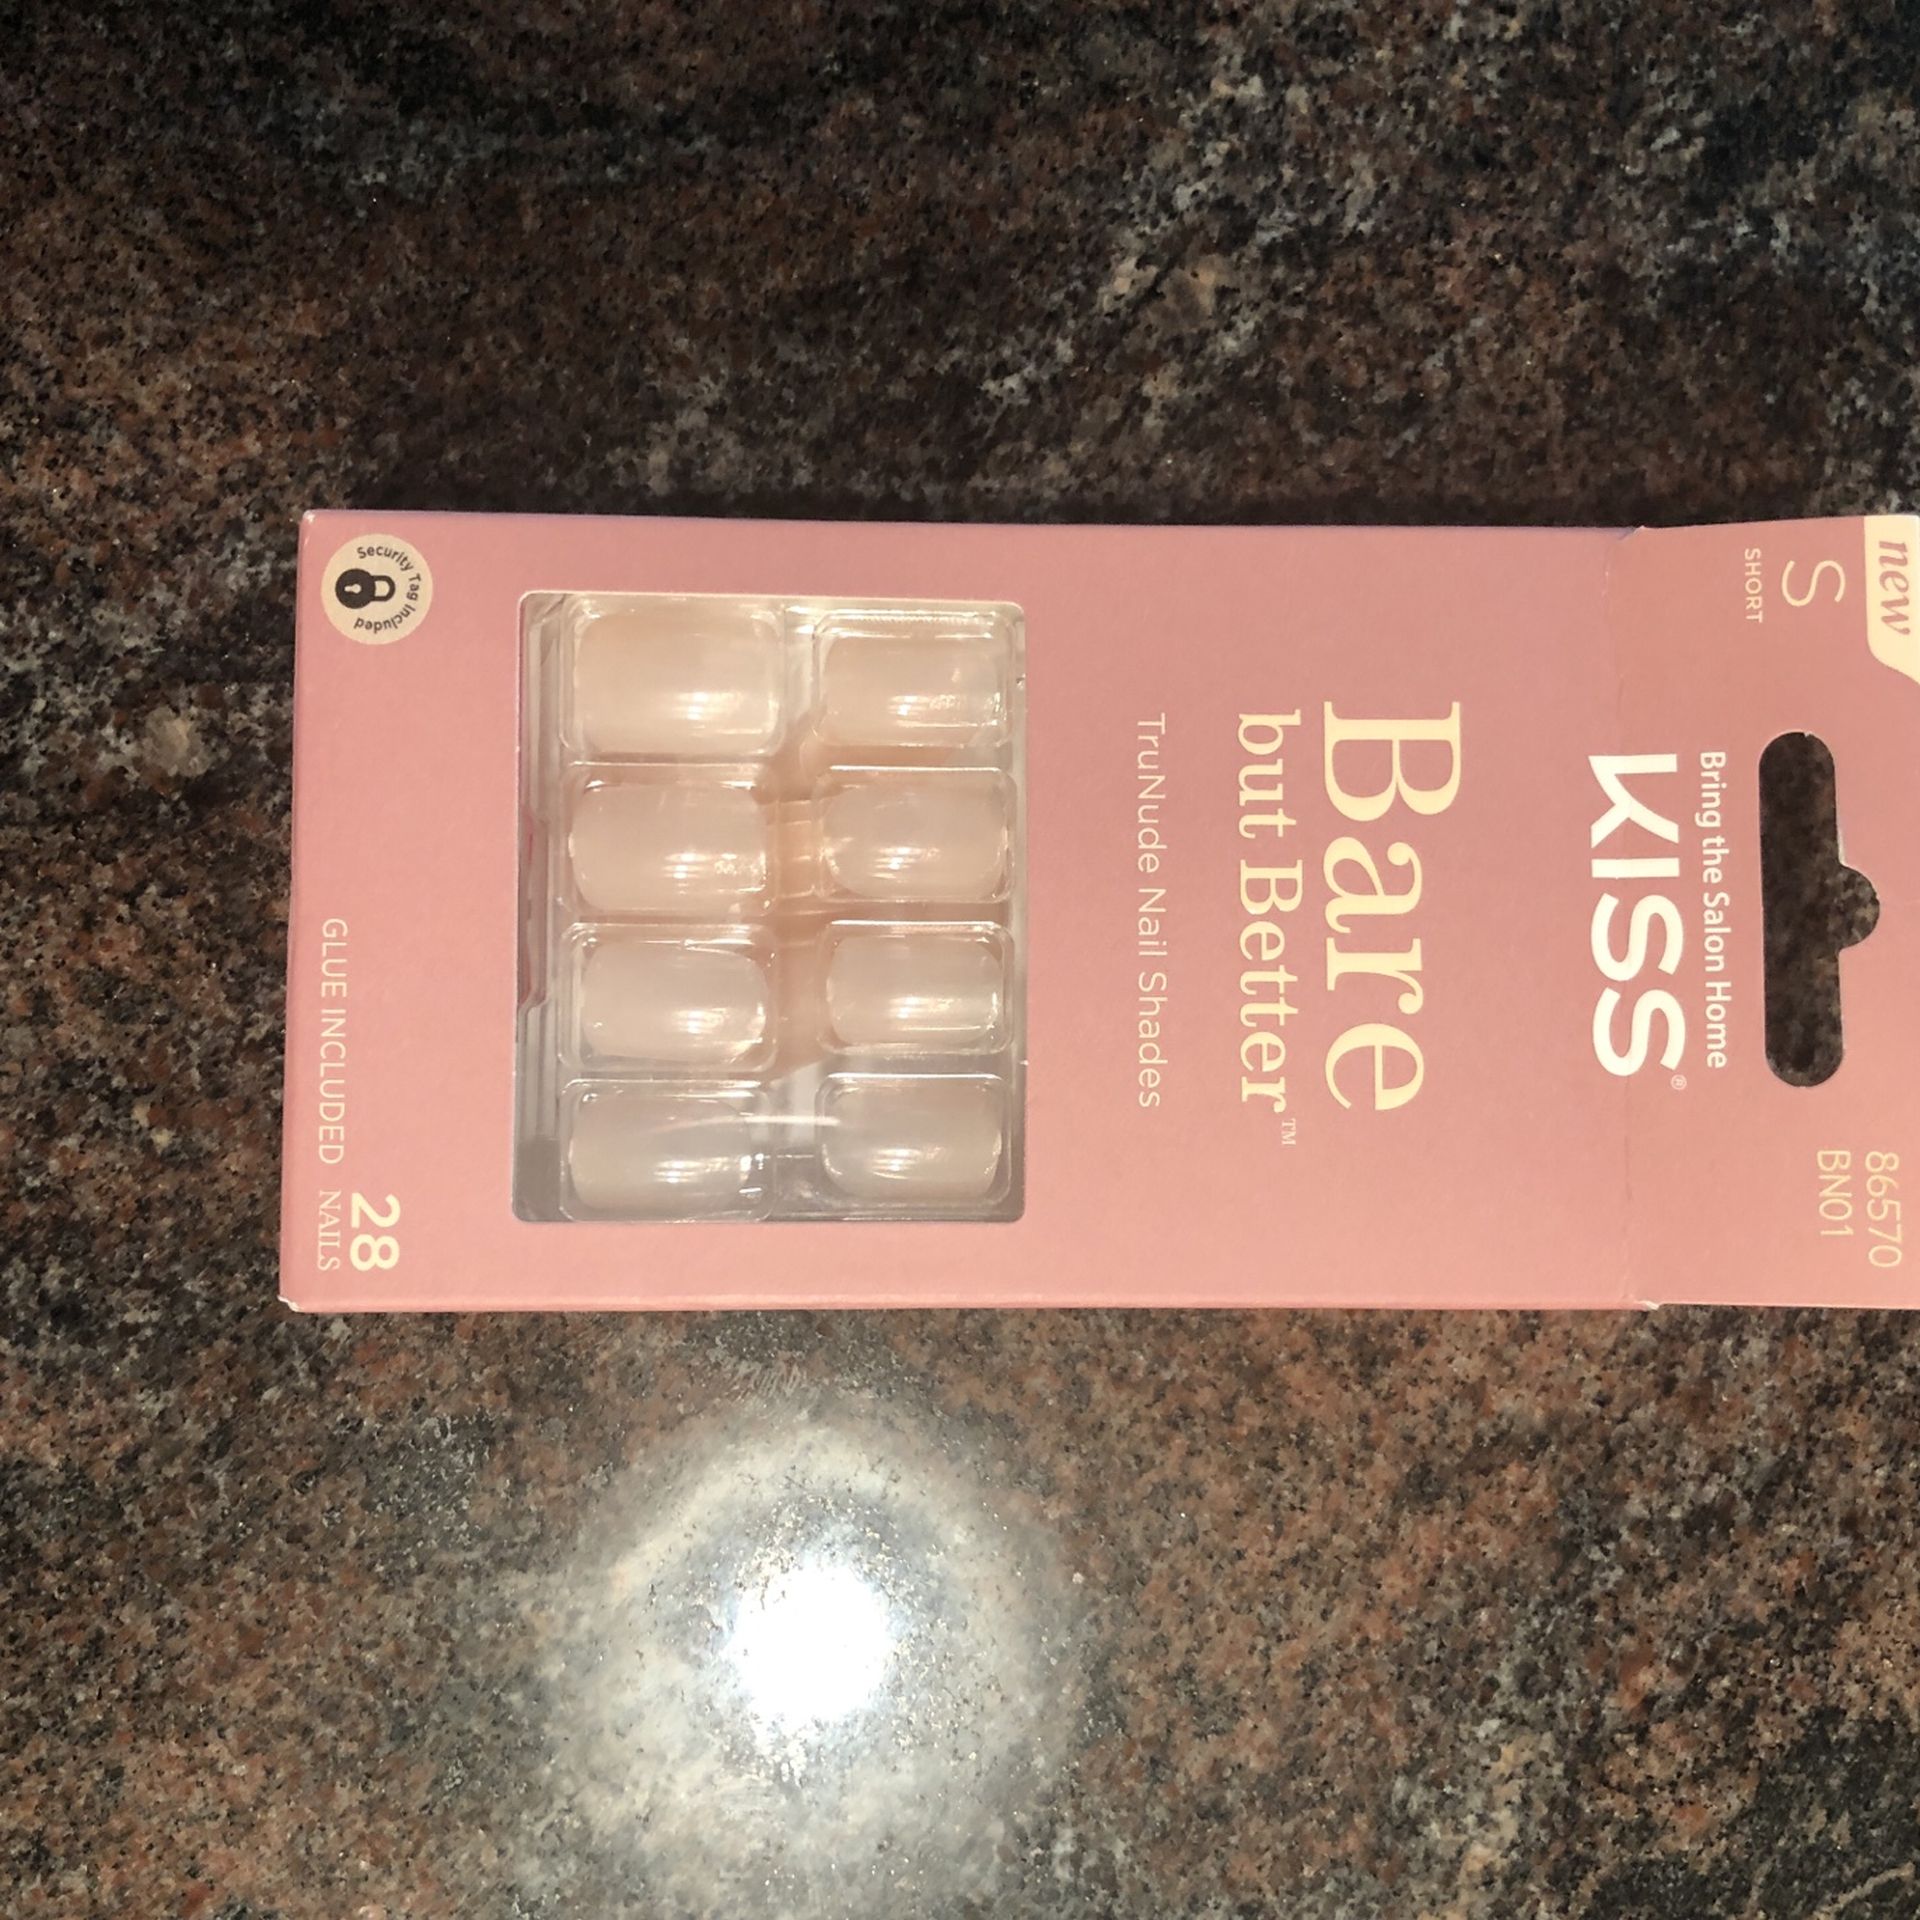 new
S
SHORT
86570
BN01
Bring the Salon Home
KISS®
Bare
but Better™
TruNude Nail Shades
Security Tag Included
28
GLUE INCLUDED NAILS